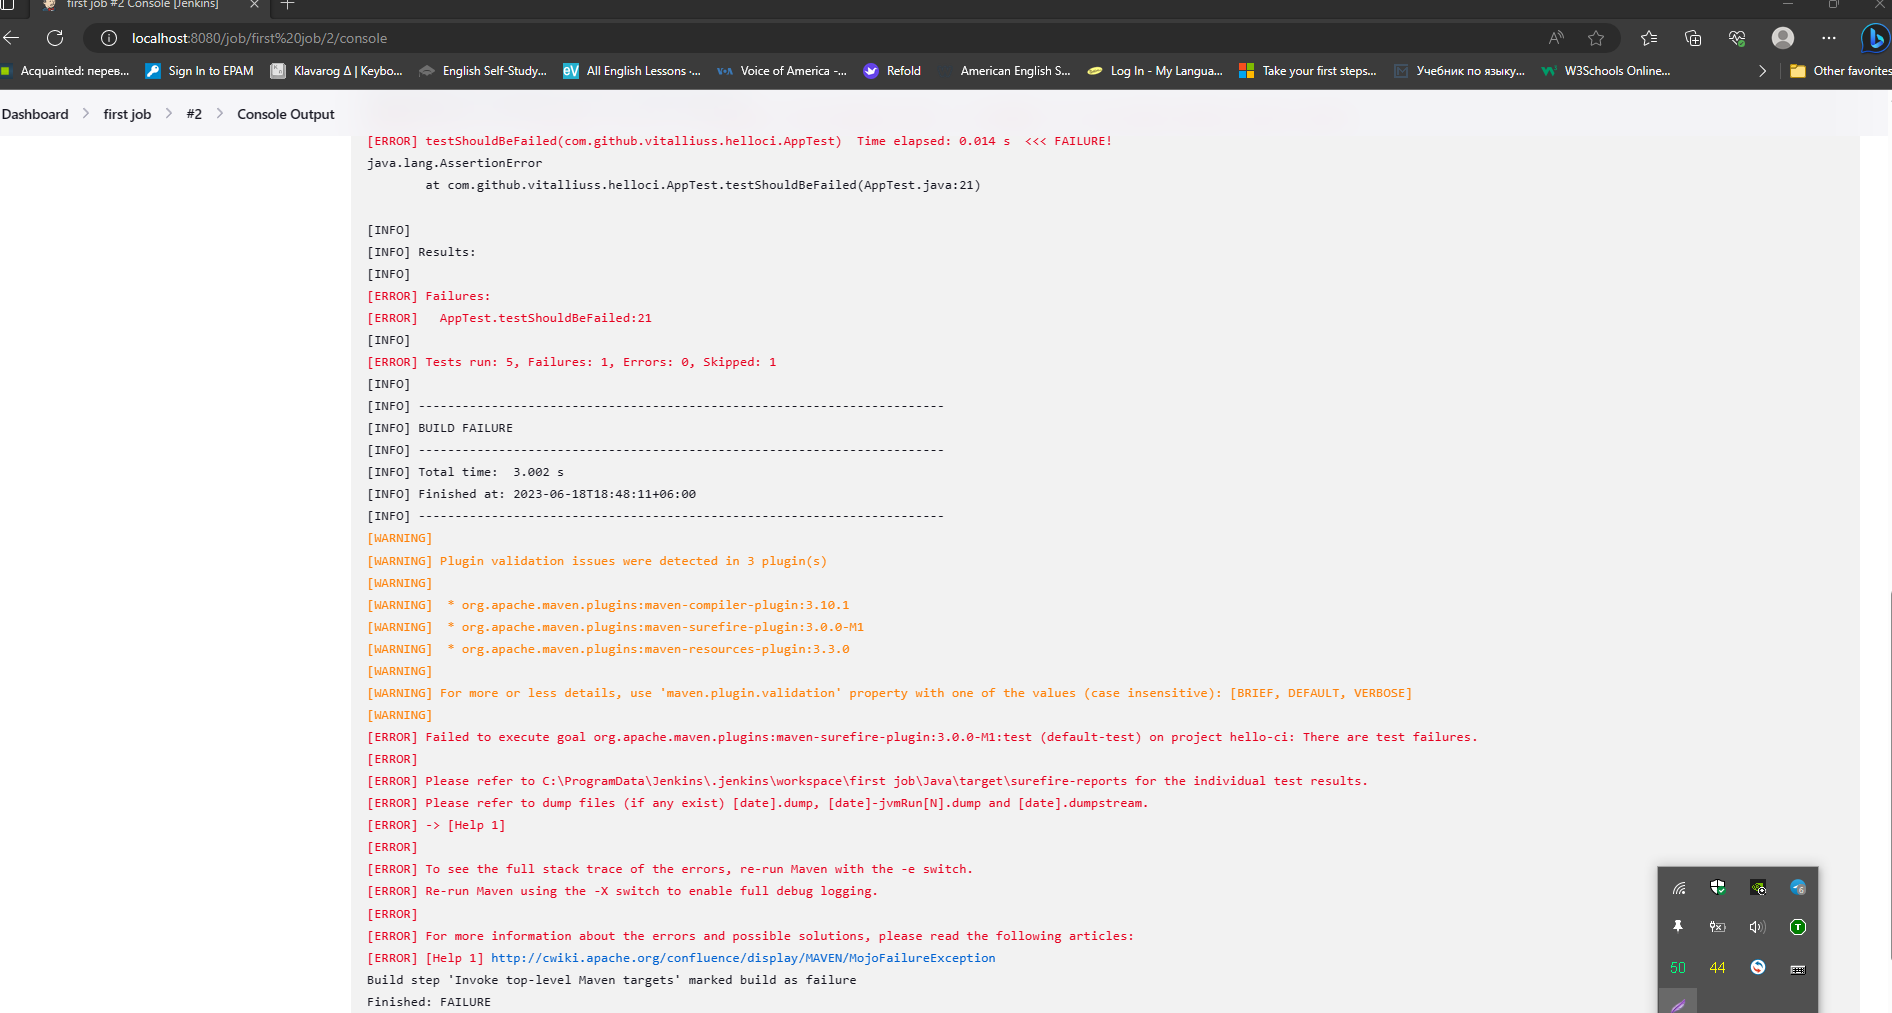 first job #2 Console [Jenkins]
localhost:8080/job/first%20job/2/console
Acquainted: перев... Sign In to EPAM Klavarog Δ | Keybo... English Self-Study... All English Lessons -... Voice of America -... Refold American English S... Log In - My Langua... Take your first steps... Учебник по языку... W3Schools Online... Other favorites
Dashboard > first job > #2 > Console Output
[ERROR] testShouldBeFailed(com.github.vitalliuss.helloci.AppTest)  Time elapsed: 0.014 s  <<< FAILURE!
java.lang.AssertionError
        at com.github.vitalliuss.helloci.AppTest.testShouldBeFailed(AppTest.java:21)
[INFO]
[INFO] Results:
[INFO]
[ERROR] Failures:
[ERROR]   AppTest.testShouldBeFailed:21
[INFO]
[ERROR] Tests run: 5, Failures: 1, Errors: 0, Skipped: 1
[INFO]
[INFO] ------------------------------------------------------------------------
[INFO] BUILD FAILURE
[INFO] ------------------------------------------------------------------------
[INFO] Total time:  3.002 s
[INFO] Finished at: 2023-06-18T18:48:11+06:00
[INFO] ------------------------------------------------------------------------
[WARNING]
[WARNING] Plugin validation issues were detected in 3 plugin(s)
[WARNING]
[WARNING]  * org.apache.maven.plugins:maven-compiler-plugin:3.10.1
[WARNING]  * org.apache.maven.plugins:maven-surefire-plugin:3.0.0-M1
[WARNING]  * org.apache.maven.plugins:maven-resources-plugin:3.3.0
[WARNING]
[WARNING] For more or less details, use 'maven.plugin.validation' property with one of the values (case insensitive): [BRIEF, DEFAULT, VERBOSE]
[WARNING]
[ERROR] Failed to execute goal org.apache.maven.plugins:maven-surefire-plugin:3.0.0-M1:test (default-test) on project hello-ci: There are test failures.
[ERROR]
[ERROR] Please refer to C:\ProgramData\Jenkins\.jenkins\workspace\first job\Java\target\surefire-reports for the individual test results.
[ERROR] Please refer to dump files (if any exist) [date].dump, [date]-jvmRun[N].dump and [date].dumpstream.
[ERROR] -> [Help 1]
[ERROR]
[ERROR] To see the full stack trace of the errors, re-run Maven with the -e switch.
[ERROR] Re-run Maven using the -X switch to enable full debug logging.
[ERROR]
[ERROR] For more information about the errors and possible solutions, please read the following articles:
[ERROR] [Help 1] http://cwiki.apache.org/confluence/display/MAVEN/MojoFailureException
Build step 'Invoke top-level Maven targets' marked build as failure
Finished: FAILURE
50 44